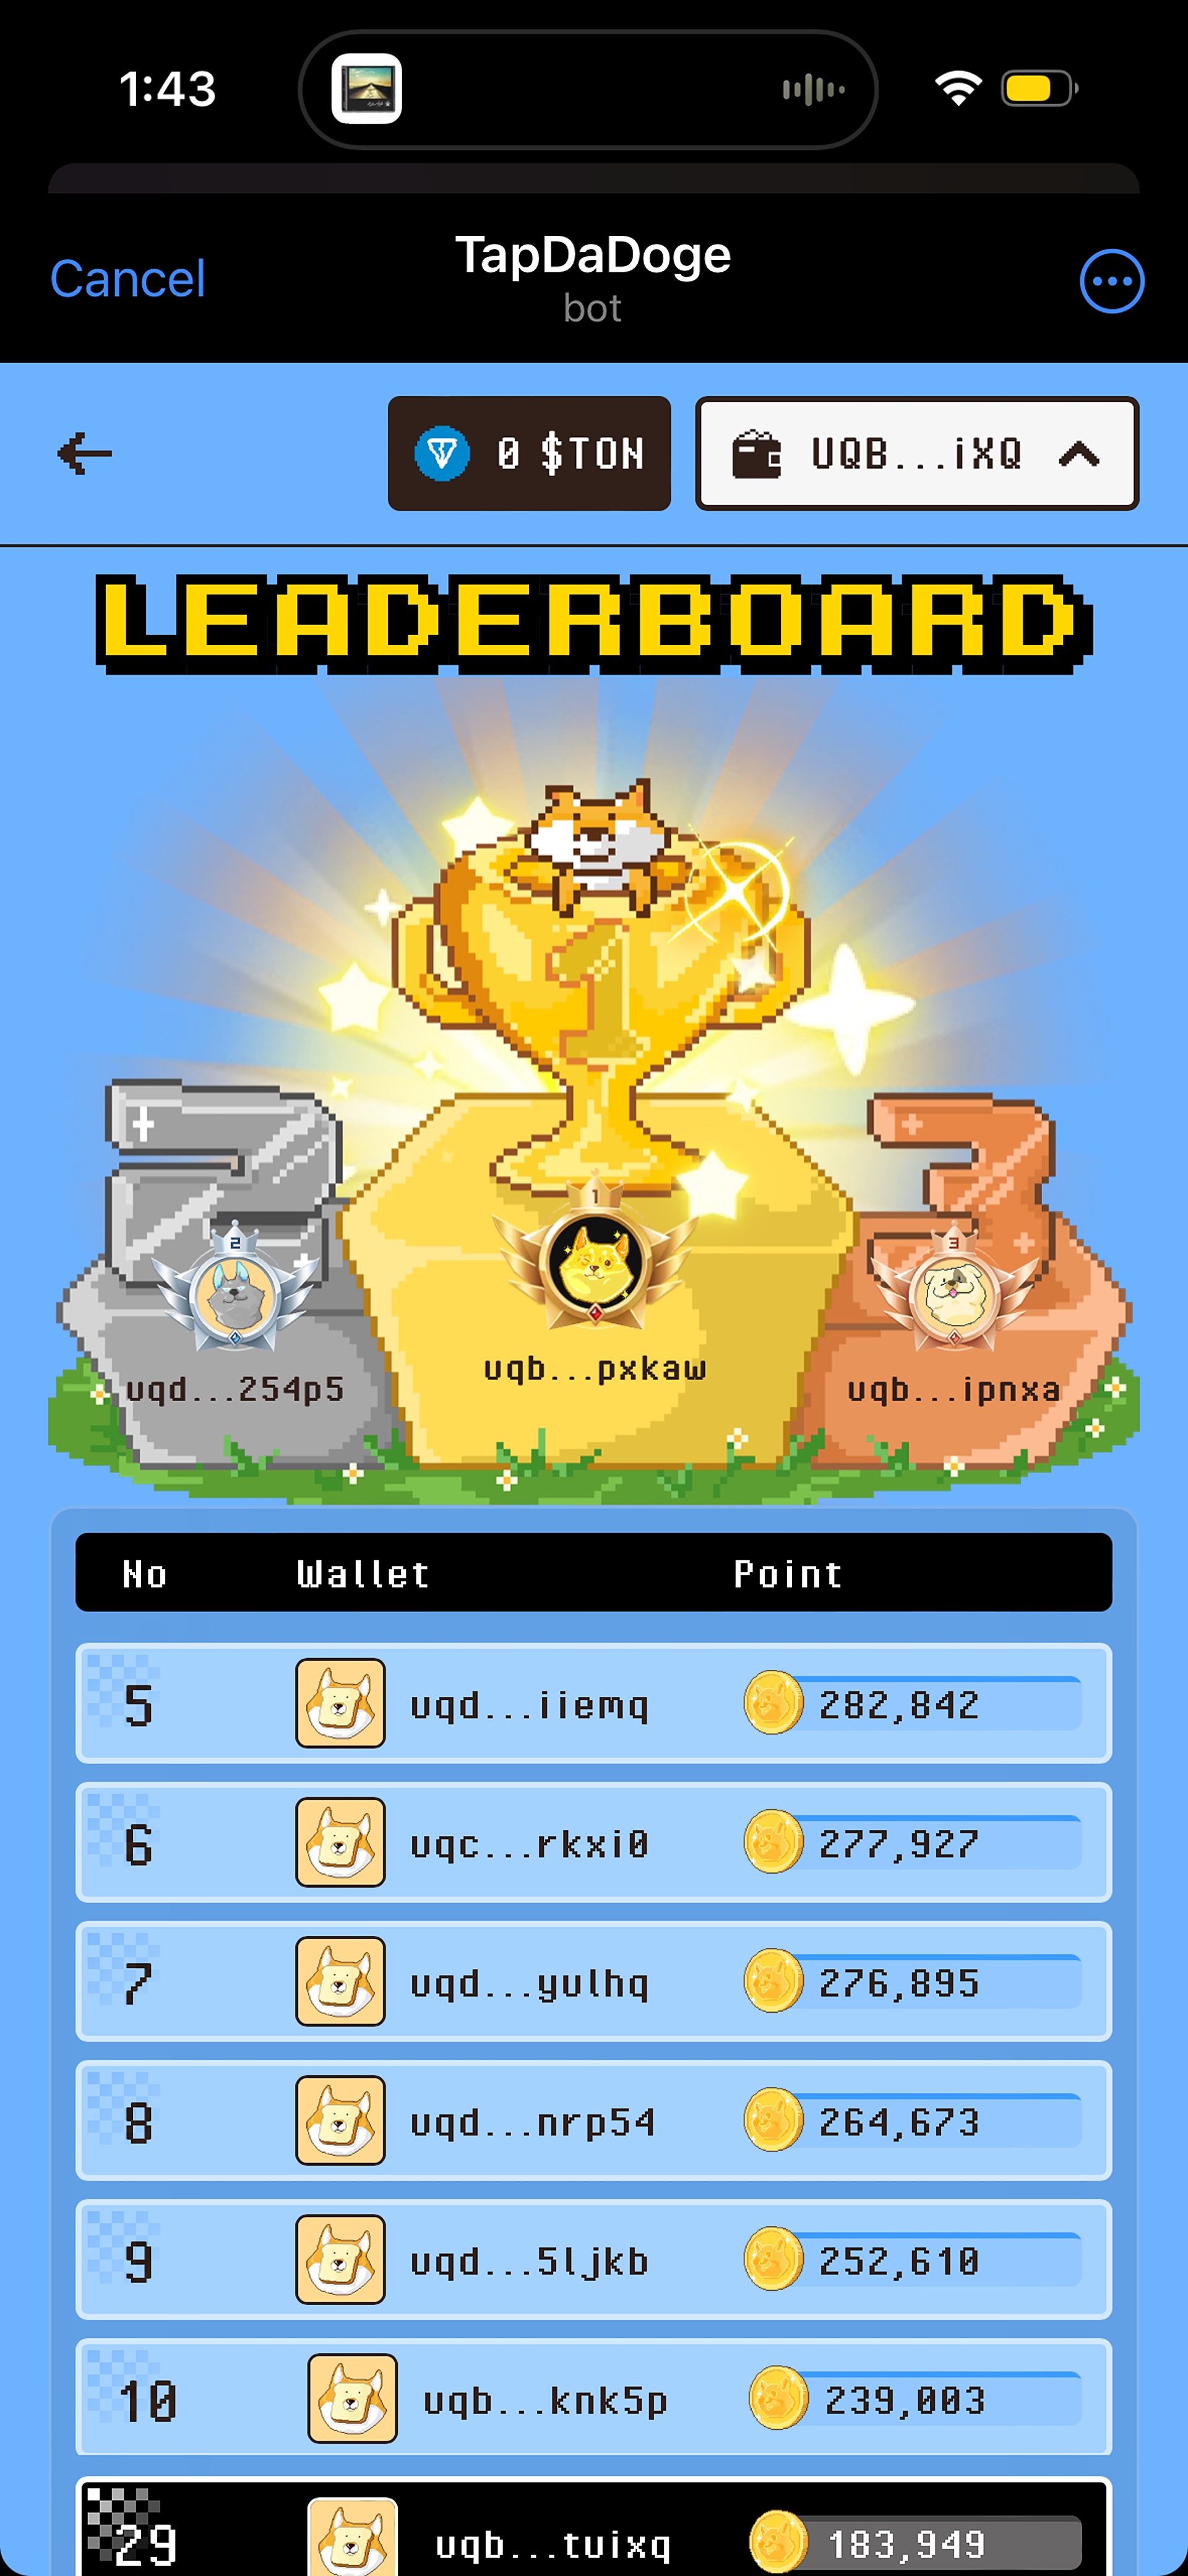 1:43
Cancel
TapDaDoge
bot
0 $TON
UQB...iXQ
LEADERBOARD
1
2
3
1
2
3
uqb...pxkaw
uqd...254p5
uqb...ipnxa
No Wallet Point
5 uqd...iiemq 282,842
6 uqc...rkxi0 277,927
7 uqd...yulhq 276,895
8 uqd...nrp54 264,673
9 uqd...5ljkb 252,610
10 uqb...knk5p 239,003
29 uqb...tuixq 183,949